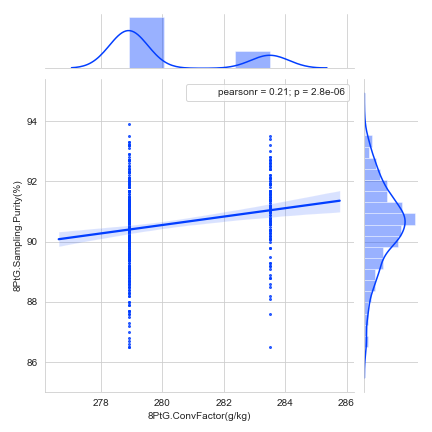 pearsonr = 0.21; p = 2.8e-06
94
92
90
88
86
8PtG.Sampling.Purity(%)
278 280 282 284 286
8PtG.ConvFactor(g/kg)